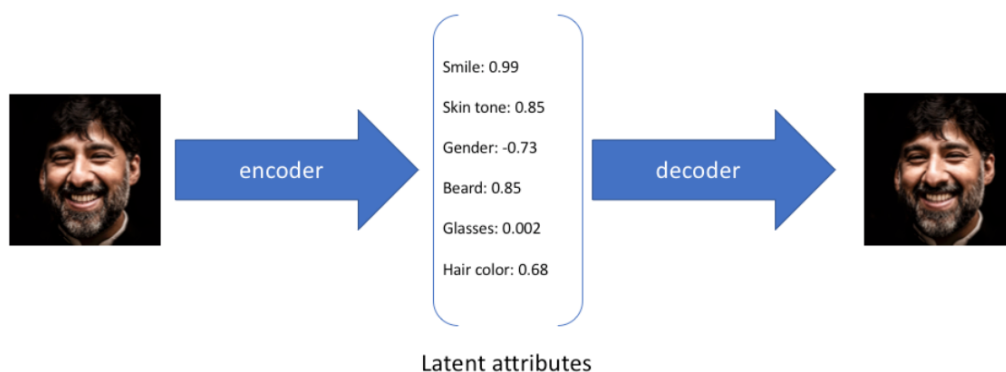 encoder
Smile: 0.99
Skin tone: 0.85
Gender: -0.73
Beard: 0.85
Glasses: 0.002
Hair color: 0.68
decoder
Latent attributes